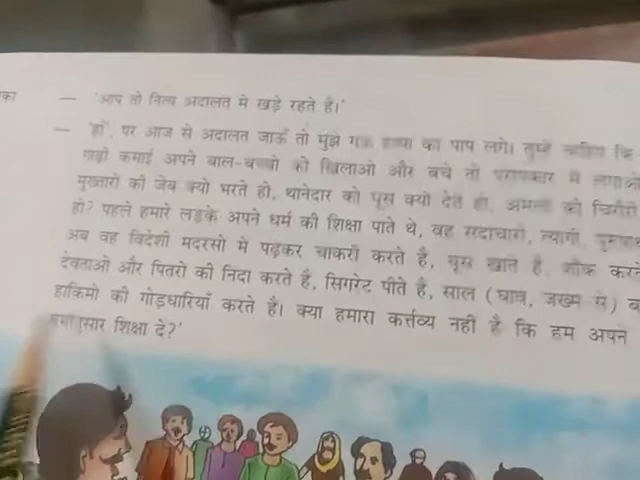 का — 'आप तो नित्य अदालत मे खड़े रहते है।'
— 'हाँ, पर आज से अदालत जाऊँ तो मुझे गऊ हत्या का पाप लगे। तुम्हें चाहिए कि
गाढ़ी कमाई अपने बाल-बच्चो को खिलाओ और बचे तो परोपकार में लगाओ
मुख्तारो की जेब क्यो भरते हो, थानेदार को घूस क्यो देते हो, अमलो की चिरौरी
हो? पहले हमारे लड़के अपने धर्म की शिक्षा पाते थे, वह सदाचारी, त्यागी,
अब वह विदेशी मदरसो मे पढ़कर चाकरी करते है, घूस खाते है, शौक करते
देवताओ और पितरो की निदा करते है, सिगरेट पीते है, साल (घाव, जख्म से)
हाकिमो की गोड़धारियाँ करते है। क्या हमारा कर्त्तव्य नहीं है कि हम अपने
शिक्षा दे?'